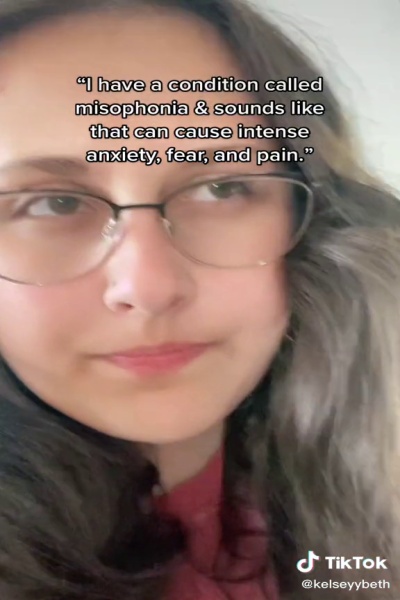 “I have a condition called
misophonia & sounds like
that can cause intense
anxiety, fear, and pain.”
TikTok
@kelseyybeth